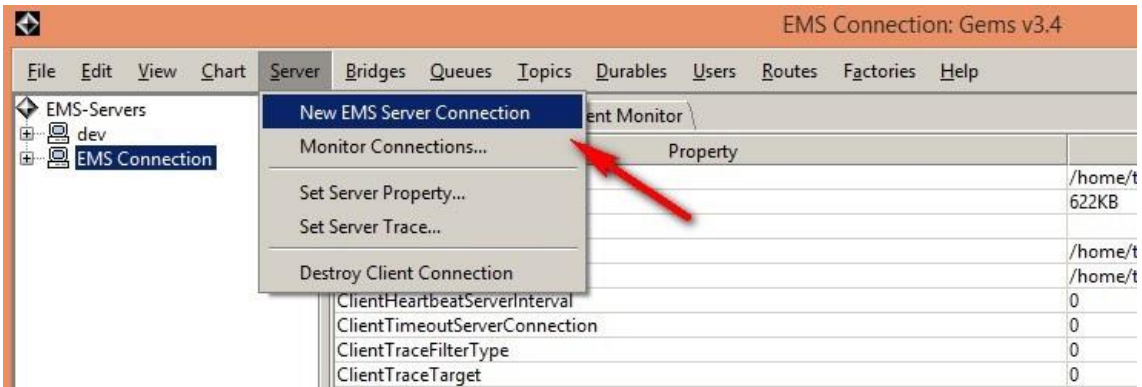 EMS Connection: Gems v3.4
File Edit View Chart Server Bridges Queues Topics Durables Users Routes Factories Help
EMS-Servers
dev
EMS Connection
New EMS Server Connection
Monitor Connections...
Set Server Property...
Set Server Trace...
Destroy Client Connection
ent Monitor
Property
/home/t
622KB
/home/t
/home/t
ClientHeartbeatServerInterval 0
ClientTimeoutServerConnection 0
ClientTraceFilterType 0
ClientTraceTarget 0